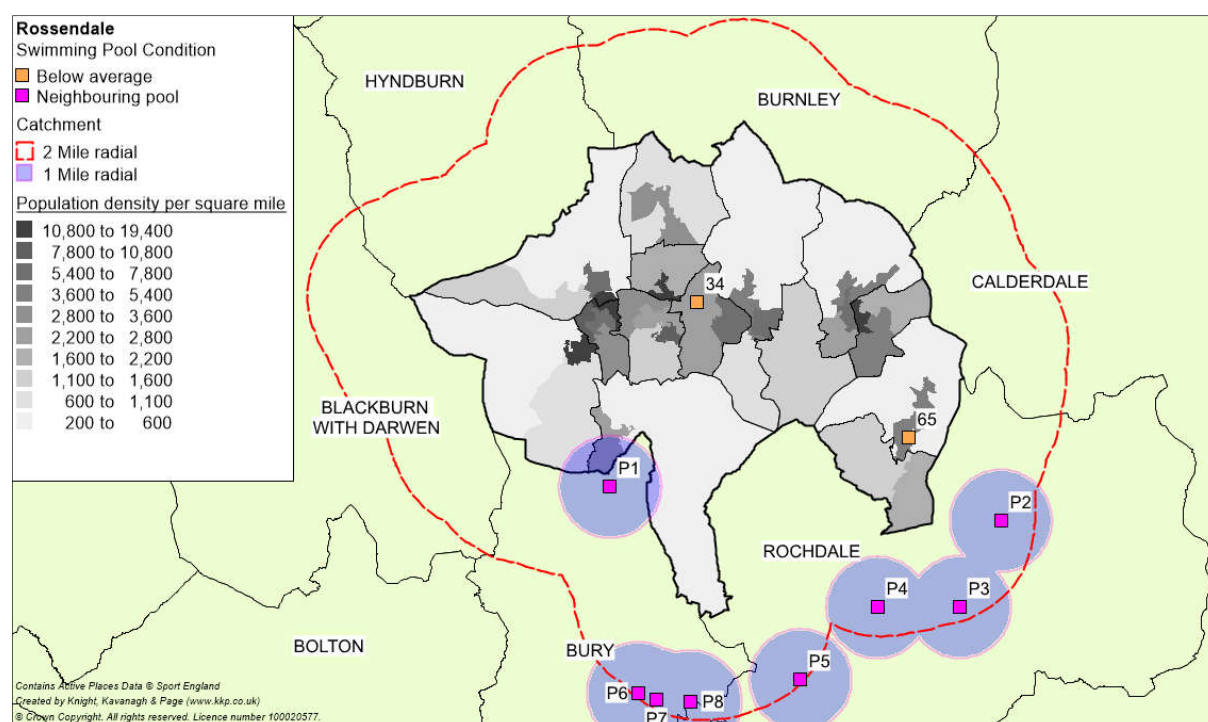 Rossendale
Swimming Pool Condition
Below average
Neighbouring pool
Catchment
2 Mile radial
1 Mile radial
Population density per square mile
10,800 to 19,400
7,800 to 10,800
5,400 to 7,800
3,600 to 5,400
2,800 to 3,600
2,200 to 2,800
1,600 to 2,200
1,100 to 1,600
600 to 1,100
200 to 600
HYNDBURN
BURNLEY
CALDERDALE
34
BLACKBURN
WITH DARWEN
65
P1
P2
ROCHDALE
P4
P3
BOLTON
BURY
P5
P6
P7
P8
Contains Active Places Data © Sport England
Created by Knight, Kavanagh & Page (www.kkp.co.uk)
© Crown Copyright. All rights reserved. Licence number 100020577.